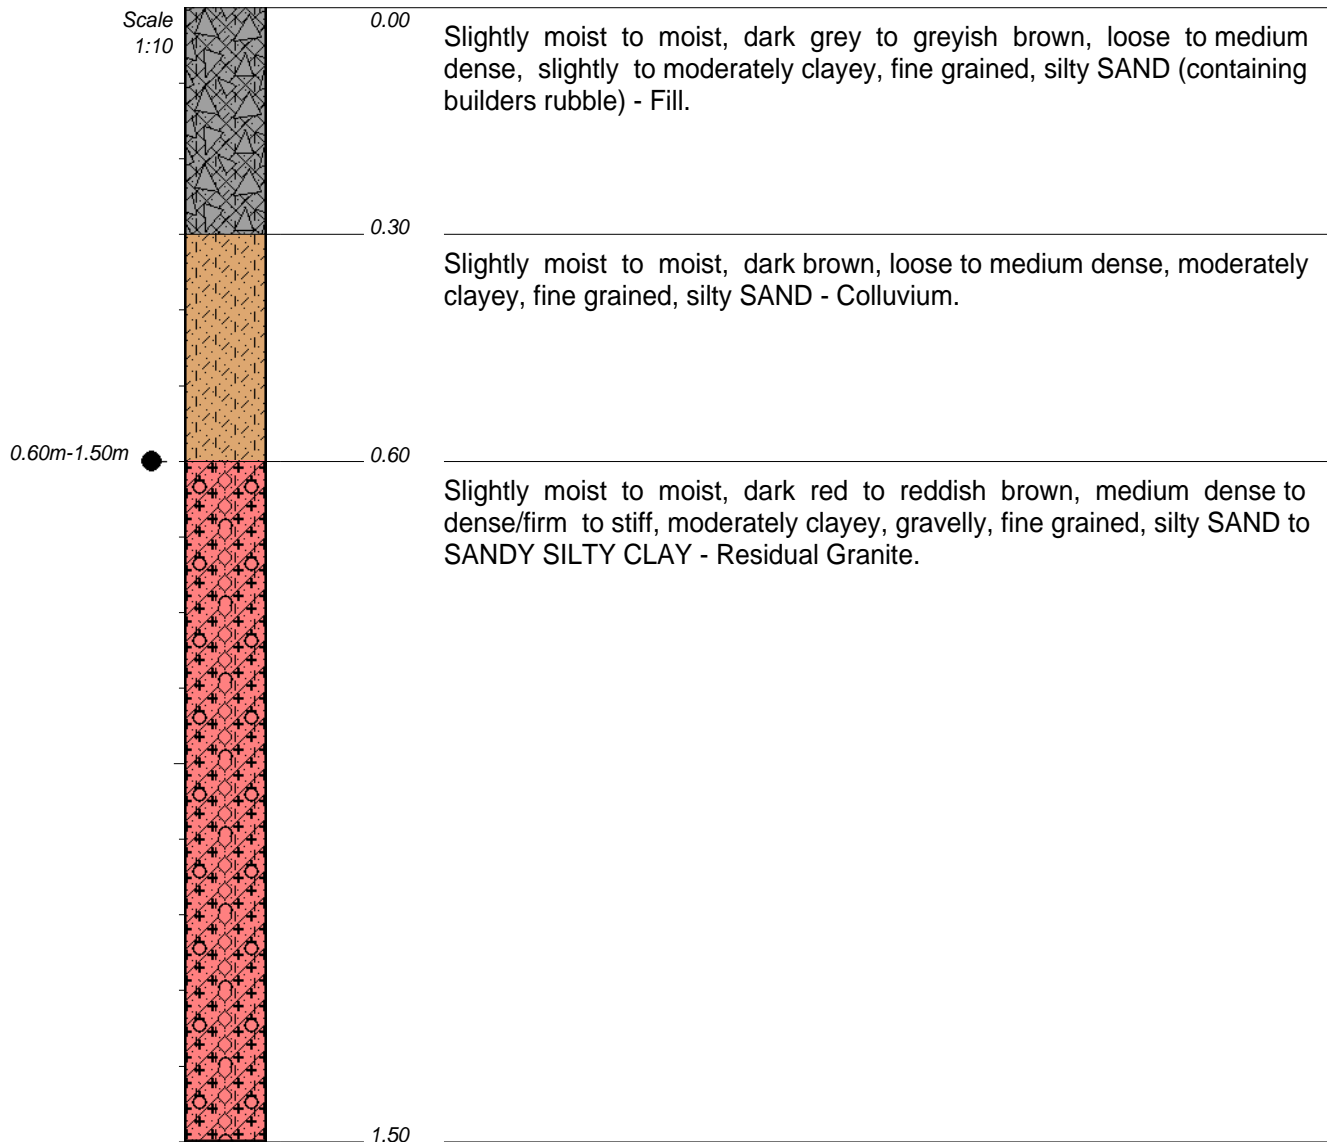 Scale
1:10
0.00
Slightly moist to moist, dark grey to greyish brown, loose to medium
dense, slightly to moderately clayey, fine grained, silty SAND (containing
builders rubble) - Fill.
0.30
Slightly moist to moist, dark brown, loose to medium dense, moderately
clayey, fine grained, silty SAND - Colluvium.
0.60m-1.50m
0.60
Slightly moist to moist, dark red to reddish brown, medium dense to
dense/firm to stiff, moderately clayey, gravelly, fine grained, silty SAND to
SANDY SILTY CLAY - Residual Granite.
1.50